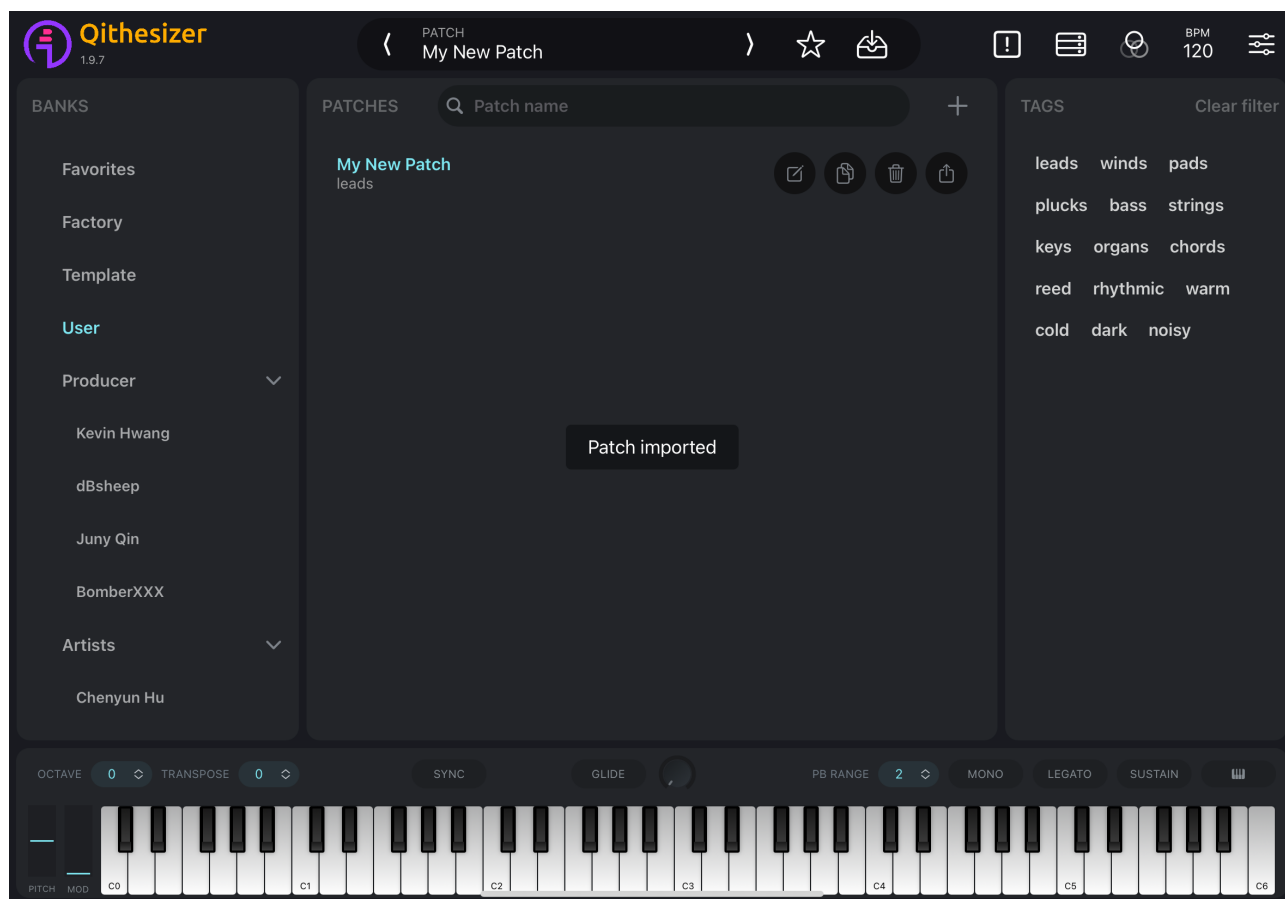 Qithesizer
1.9.7
PATCH
My New Patch
BPM
120
BANKS
Favorites
Factory
Template
User
Producer
Kevin Hwang
dBsheep
Juny Qin
BomberXXX
Artists
Chenyun Hu
PATCHES
Patch name
My New Patch
leads
Patch imported
TAGS Clear filter
leads winds pads
plucks bass strings
keys organs chords
reed rhythmic warm
cold dark noisy
OCTAVE 0 TRANSPOSE 0 SYNC GLIDE PB RANGE 2 MONO LEGATO SUSTAIN
PITCH MOD C0 C1 C2 C3 C4 C5 C6